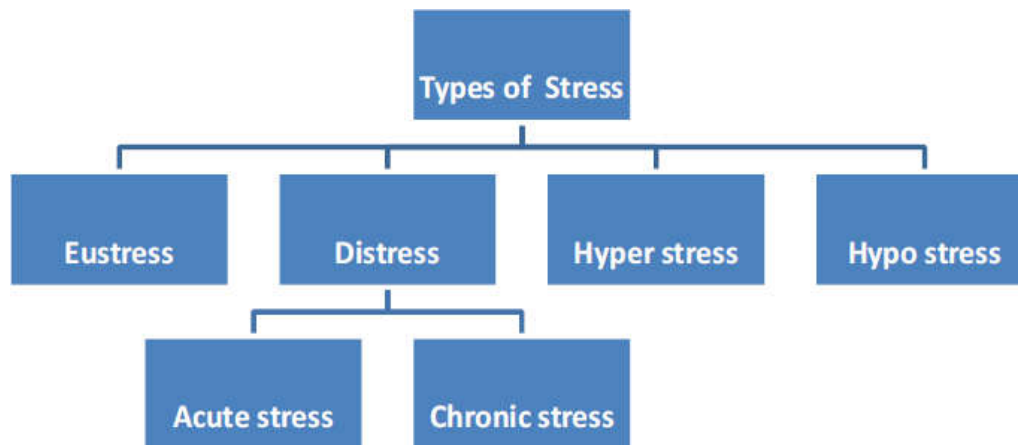 Types of Stress
Eustress
Distress
Hyper stress
Hypo stress
Acute stress
Chronic stress